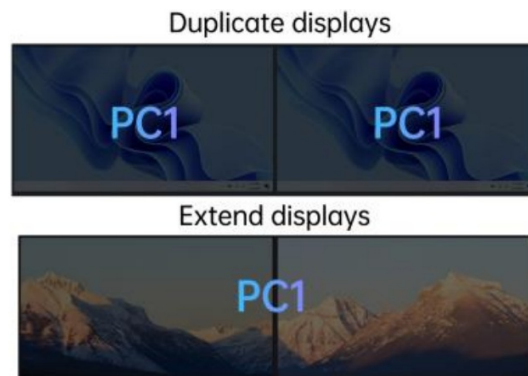 Duplicate displays
PC1 PC1
Extend displays
PC1